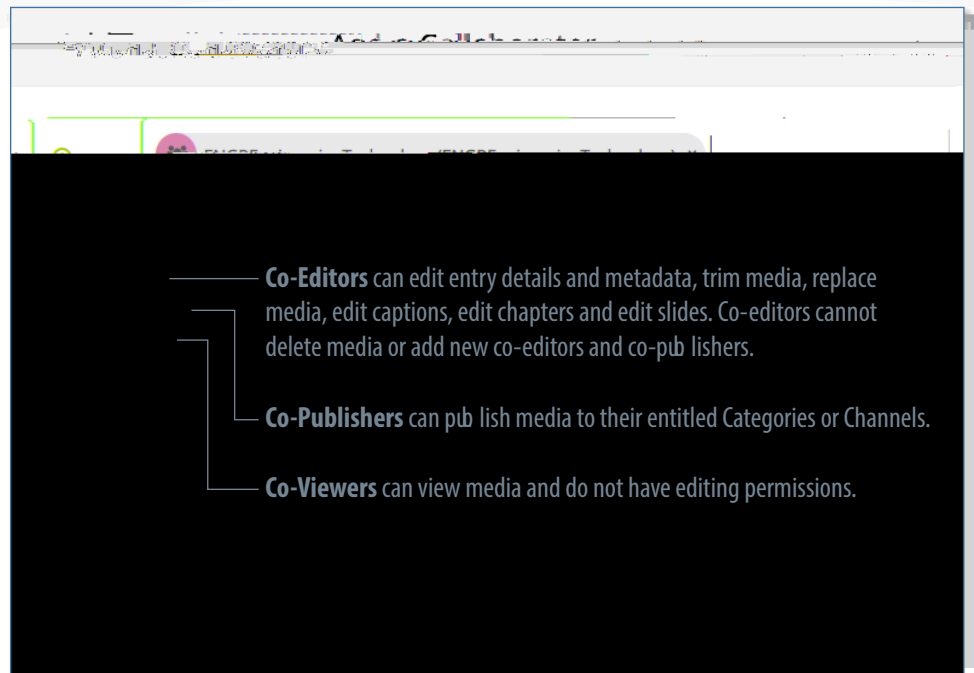 Add a Collaborator
Co-Editors can edit entry details and metadata, trim media, replace
media, edit captions, edit chapters and edit slides. Co-editors cannot
delete media or add new co-editors and co-pub lishers.
Co-Publishers can pub lish media to their entitled Categories or Channels.
Co-Viewers can view media and do not have editing permissions.